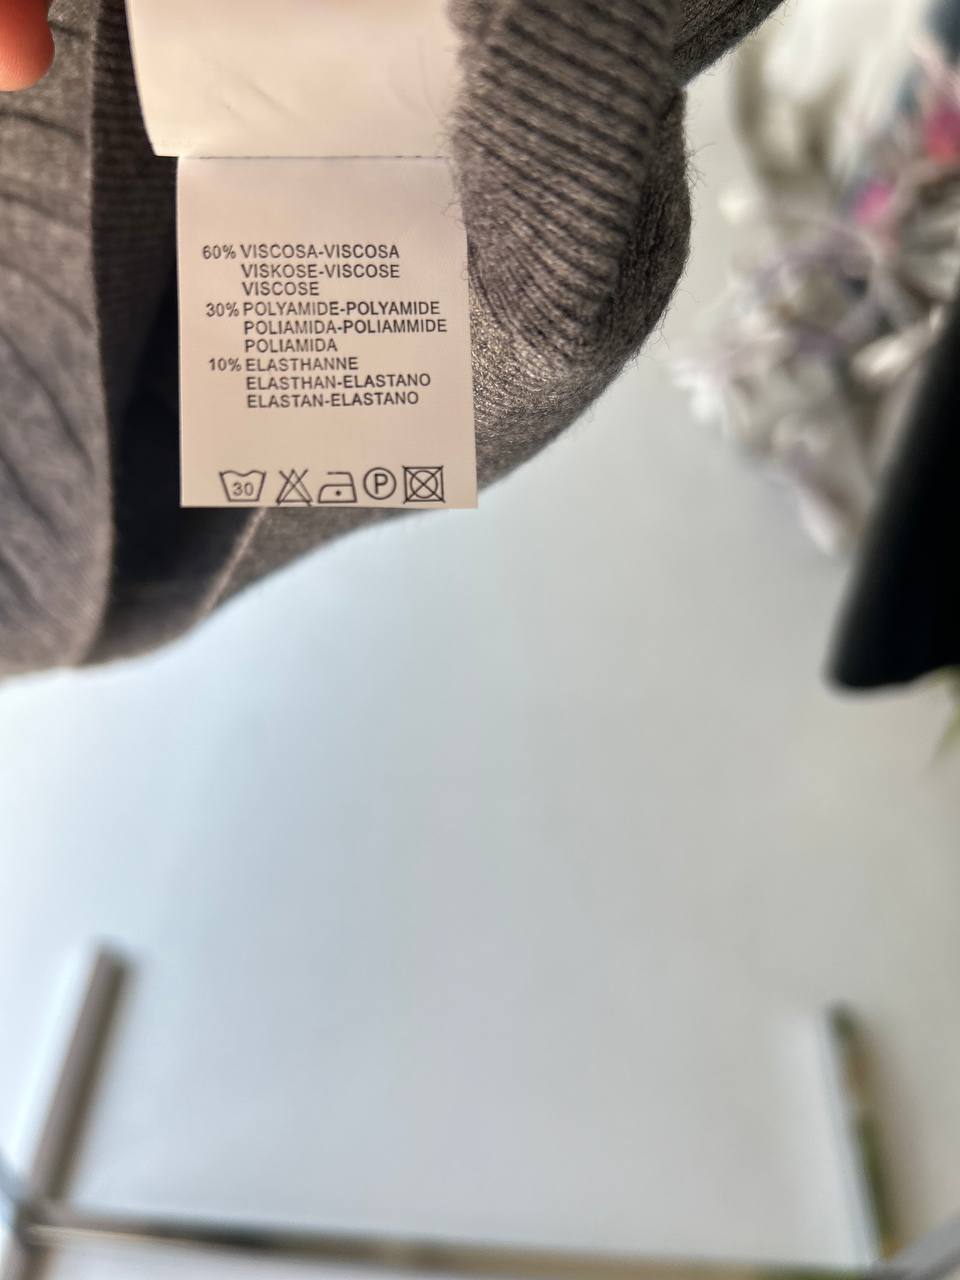 60% VISCOSA-VISCOSA
VISKOSE-VISCOSE
VISCOSE
30% POLYAMIDE-POLYAMIDE
POLIAMIDA-POLIAMMIDE
POLIAMIDA
10% ELASTHANNE
ELASTHAN-ELASTANO
ELASTAN-ELASTANO
30 P